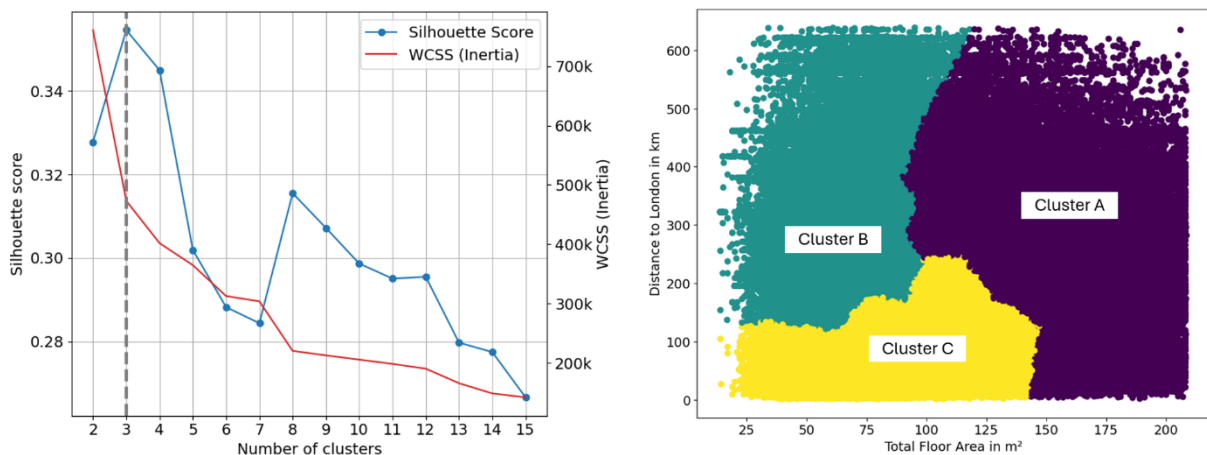 Silhouette Score
WCSS (Inertia)
0.34
0.32
0.30
0.28
Silhouette score
700k
600k
500k
400k
300k
200k
WCSS (Inertia)
2 3 4 5 6 7 8 9 10 11 12 13 14 15
Number of clusters
600
500
400
300
200
100
0
Distance to London in km
Cluster A
Cluster B
Cluster C
25 50 75 100 125 150 175 200
Total Floor Area in m²